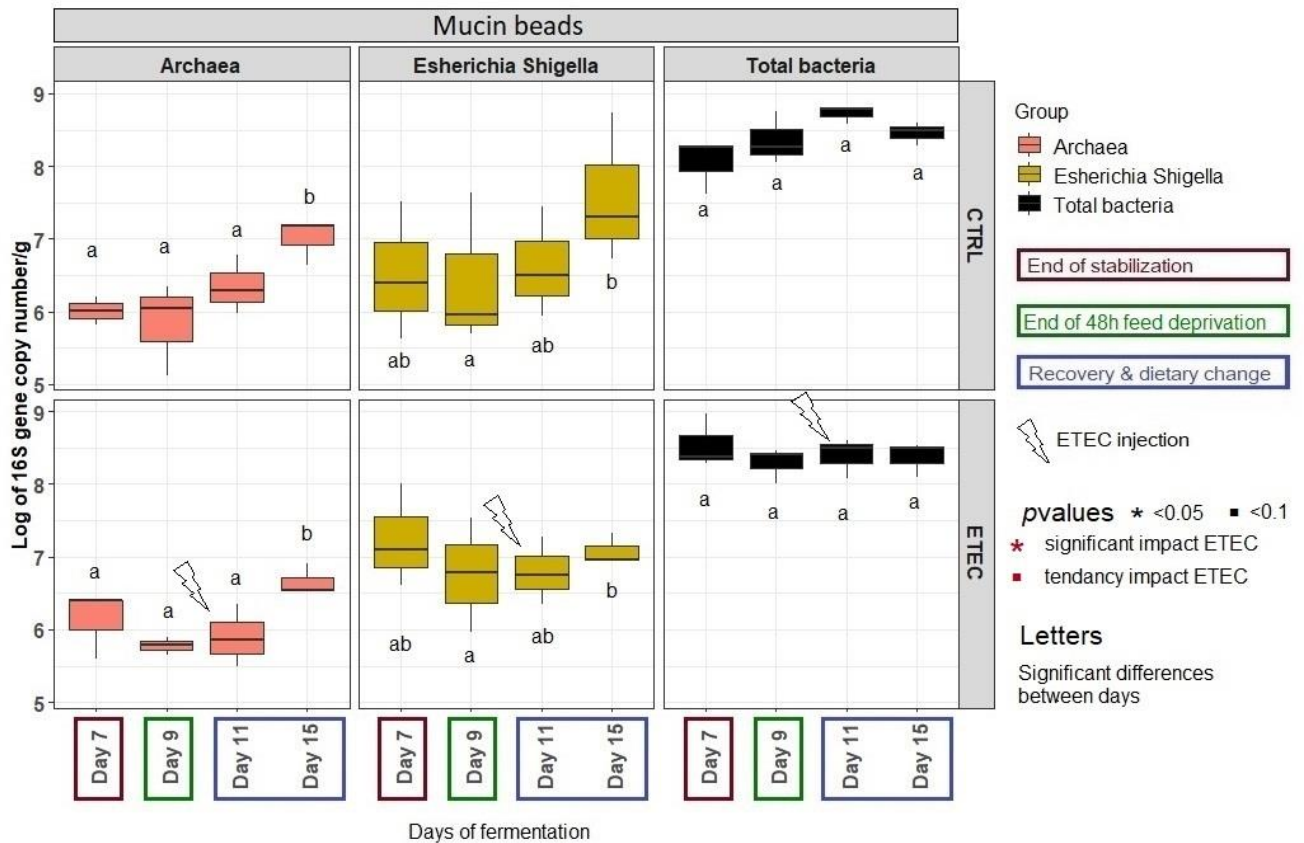 Mucin beads
Archaea
Esherichia Shigella
Total bacteria
Log of 16S gene copy number/g
9
8
7
6
5
a
a
a
b
ab
a
ab
b
a
a
a
a
CTRL
9
8
7
6
5
a
a
a
b
ab
a
ab
b
a
a
a
a
ETEC
Day 7
Day 9
Day 11
Day 15
Day 7
Day 9
Day 11
Day 15
Day 7
Day 9
Day 11
Day 15
Days of fermentation
Group
Archaea
Esherichia Shigella
Total bacteria
End of stabilization
End of 48h feed deprivation
Recovery & dietary change
ETEC injection
pvalues * <0.05 ▪ <0.1
* significant impact ETEC
▪ tendancy impact ETEC
Letters
Significant differences
between days